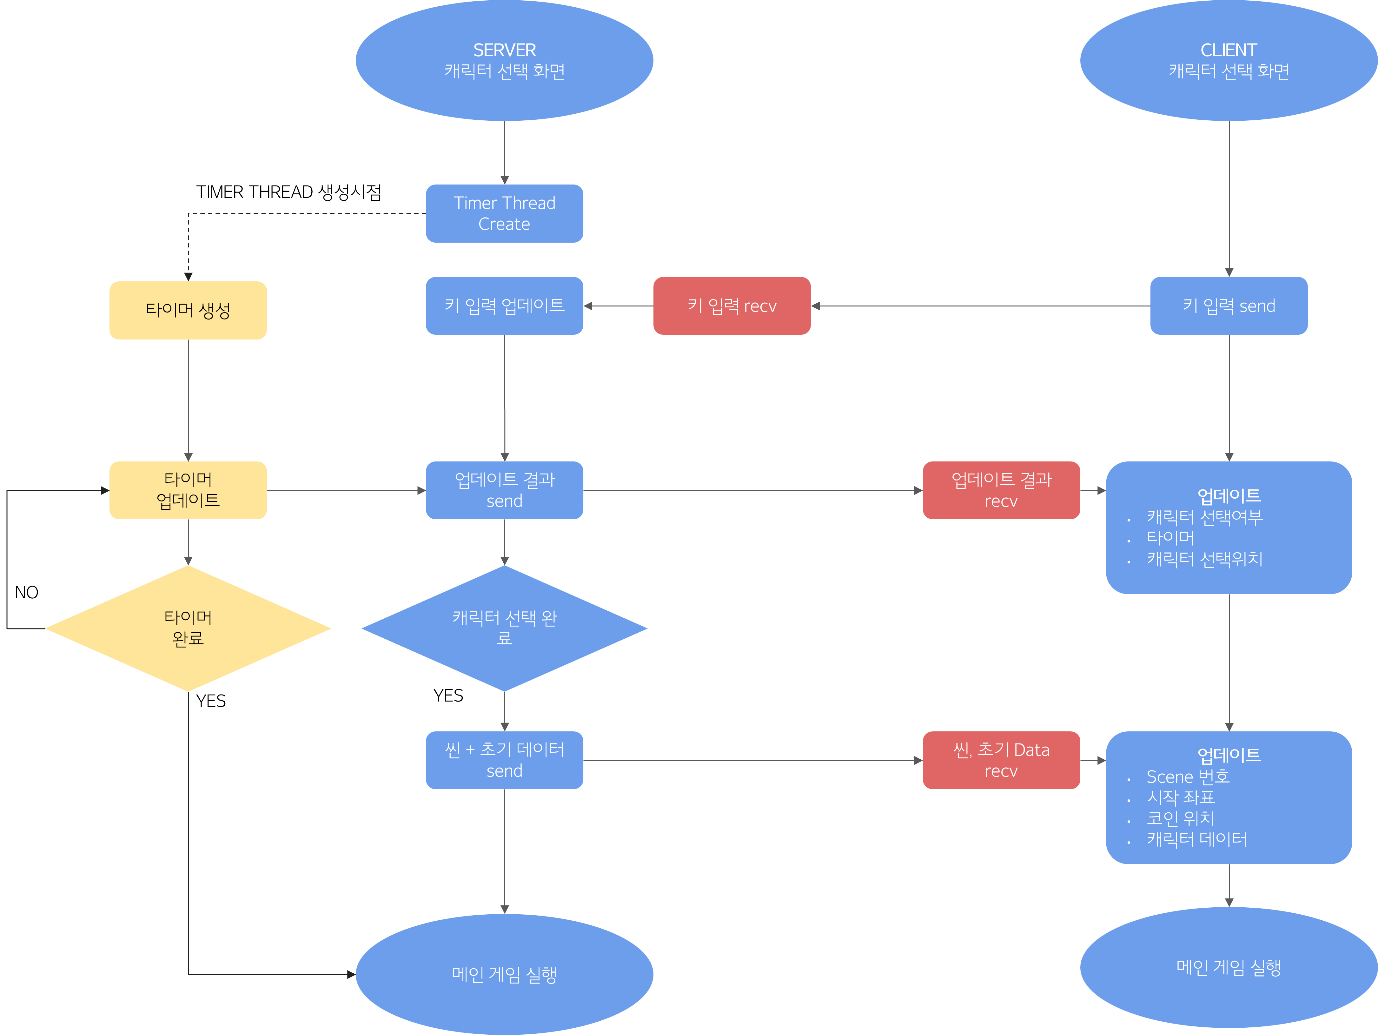 SERVER
캐릭터 선택 화면
CLIENT
캐릭터 선택 화면
TIMER THREAD 생성시점
Timer Thread
Create
타이머 생성
키 입력 업데이트
키 입력 recv
키 입력 send
타이머
업데이트
업데이트 결과
send
업데이트 결과
recv
업데이트
• 캐릭터 선택여부
• 타이머
• 캐릭터 선택위치
NO
타이머
완료
캐릭터 선택 완
료
YES
YES
씬 + 초기 데이터
send
씬, 초기 Data
recv
업데이트
• Scene 번호
• 시작 좌표
• 코인 위치
• 캐릭터 데이터
메인 게임 실행
메인 게임 실행